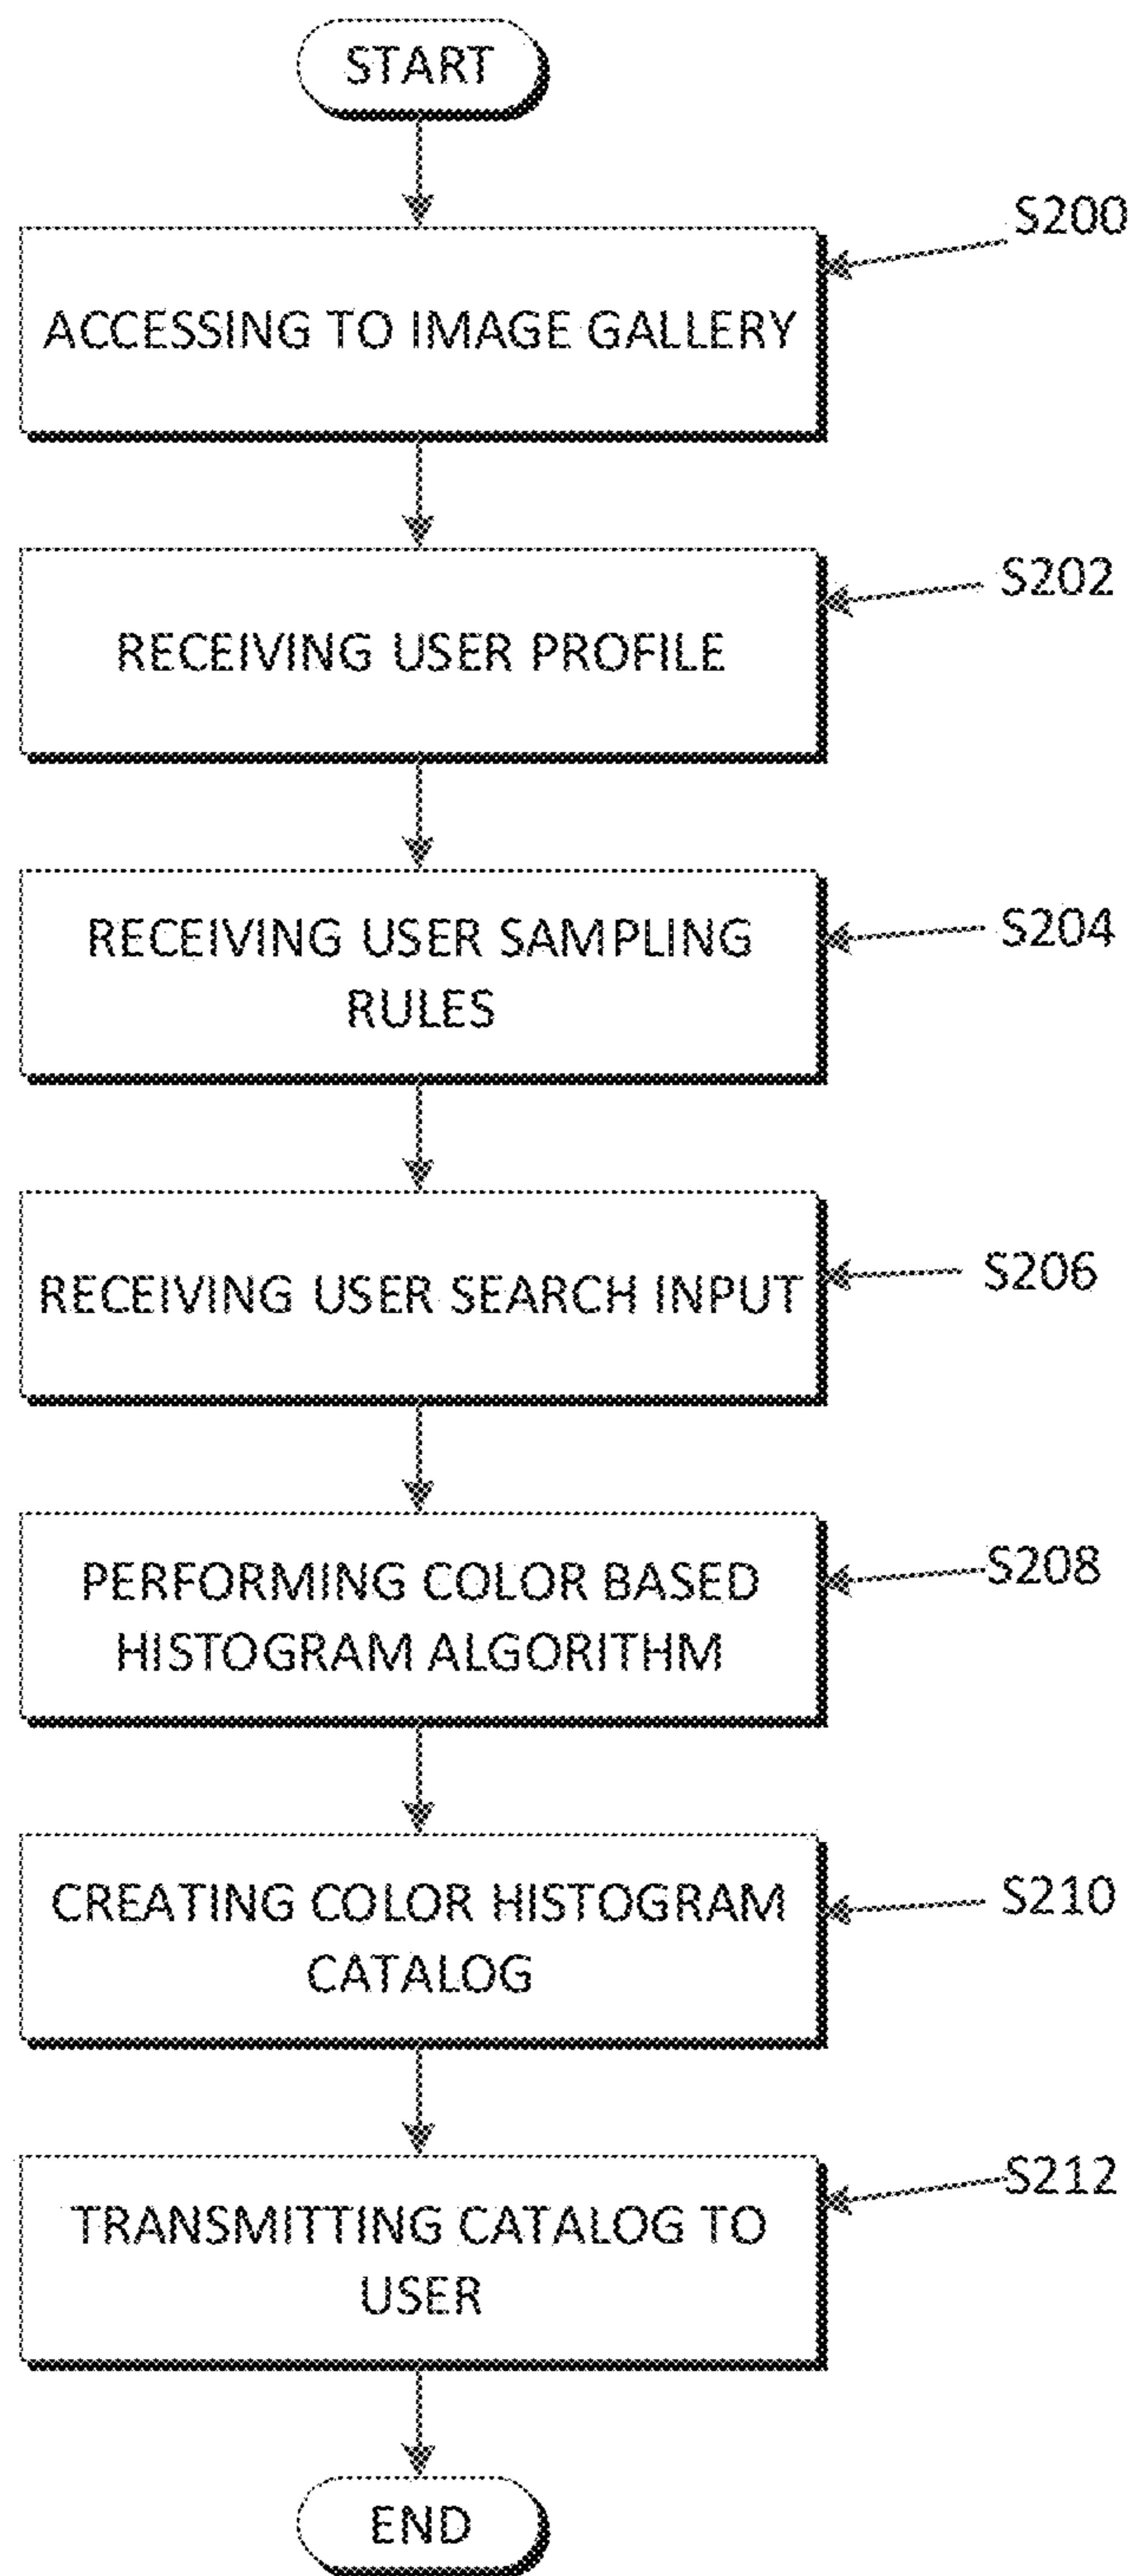 START
S200
ACCESSING TO IMAGE GALLERY
S202
RECEIVING USER PROFILE
S204
RECEIVING USER SAMPLING
RULES
S206
RECEIVING USER SEARCH INPUT
S208
PERFORMING COLOR BASED
HISTOGRAM ALGORITHM
S210
CREATING COLOR HISTOGRAM
CATALOG
S212
TRANSMITTING CATALOG TO
USER
END